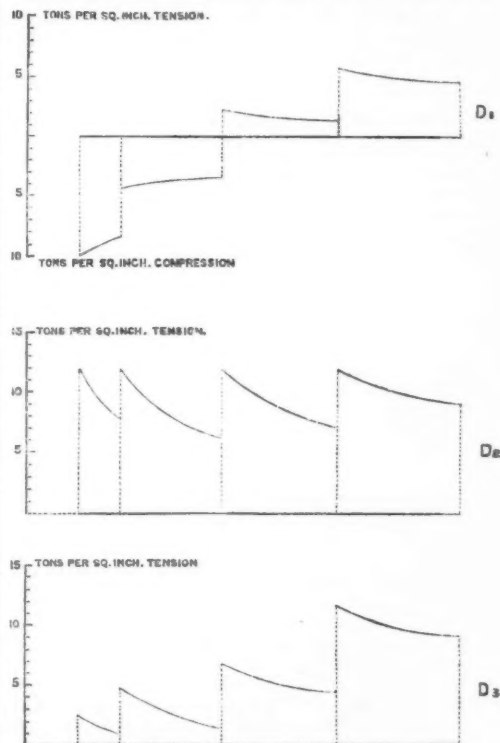 10 TONS PER SQ.INCH. TENSION.
5
D1
5
10
TONS PER SQ.INCH. COMPRESSION
15 TONS PER SQ.INCH. TENSION.
10
D2
5
15 TONS PER SQ.INCH. TENSION
10
5
D3